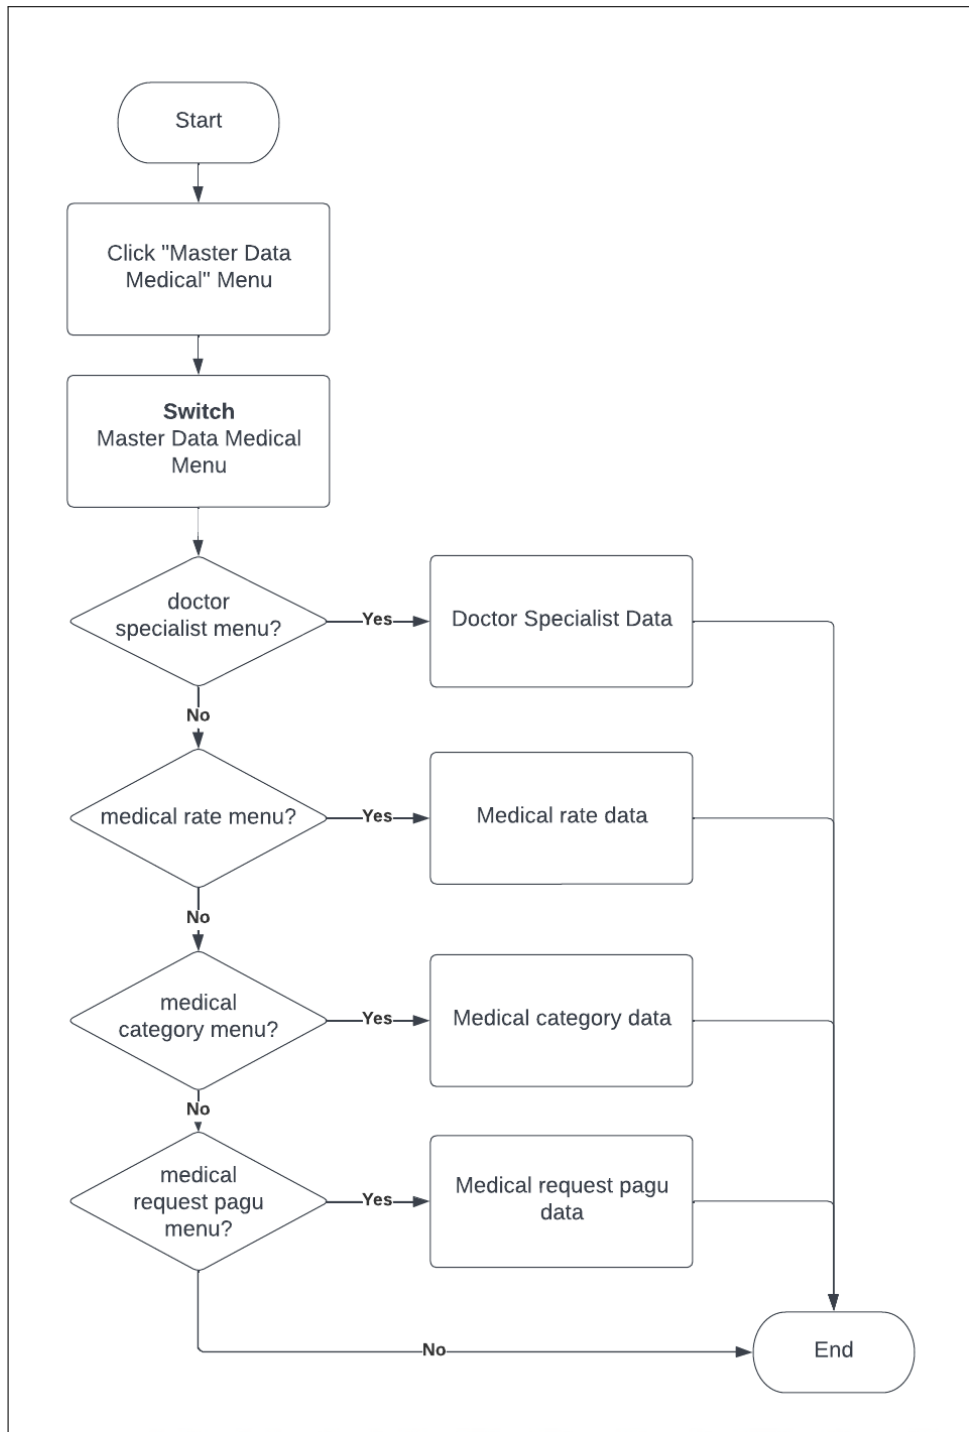 Start
Click "Master Data
Medical" Menu
Switch
Master Data Medical
Menu
doctor
specialist menu?
Yes
Doctor Specialist Data
No
medical rate menu?
Yes
Medical rate data
No
medical
category menu?
Yes
Medical category data
No
medical
request pagu
menu?
Yes
Medical request pagu
data
No
End